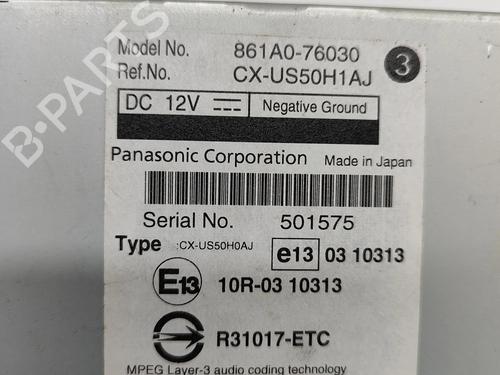 B-PARTS
Model No. 861A0-76030 3
Ref.No. CX-US50H1AJ
DC 12V Negative Ground
Panasonic Corporation Made in Japan
Serial No. 501575
Type :CX-US50H0AJ e13 03 10313
E13 10R-03 10313
R31017-ETC
MPEG Layer-3 audio coding technology